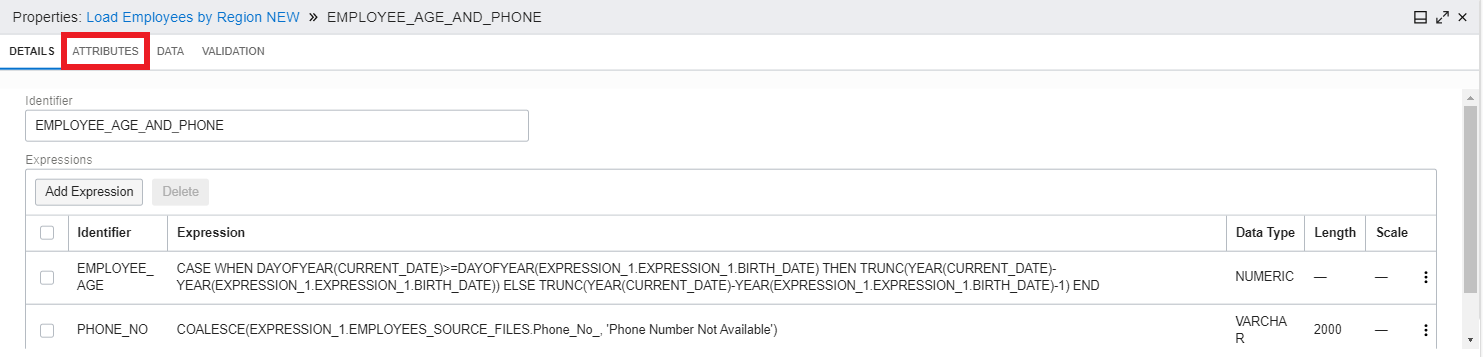 Properties: Load Employees by Region NEW » EMPLOYEE_AGE_AND_PHONE
DETAILS ATTRIBUTES DATA VALIDATION
Identifier
EMPLOYEE_AGE_AND_PHONE
Expressions
Add Expression Delete
Identifier Expression Data Type Length Scale
EMPLOYEE_ CASE WHEN DAYOFYEAR(CURRENT_DATE)>=DAYOFYEAR(EXPRESSION_1.EXPRESSION_1.BIRTH_DATE) THEN TRUNC(YEAR(CURRENT_DATE)- NUMERIC — —
AGE YEAR(EXPRESSION_1.EXPRESSION_1.BIRTH_DATE)) ELSE TRUNC(YEAR(CURRENT_DATE)-YEAR(EXPRESSION_1.EXPRESSION_1.BIRTH_DATE)-1) END
PHONE_NO COALESCE(EXPRESSION_1.EMPLOYEES_SOURCE_FILES.Phone_No_, 'Phone Number Not Available') VARCHA 2000 —
R